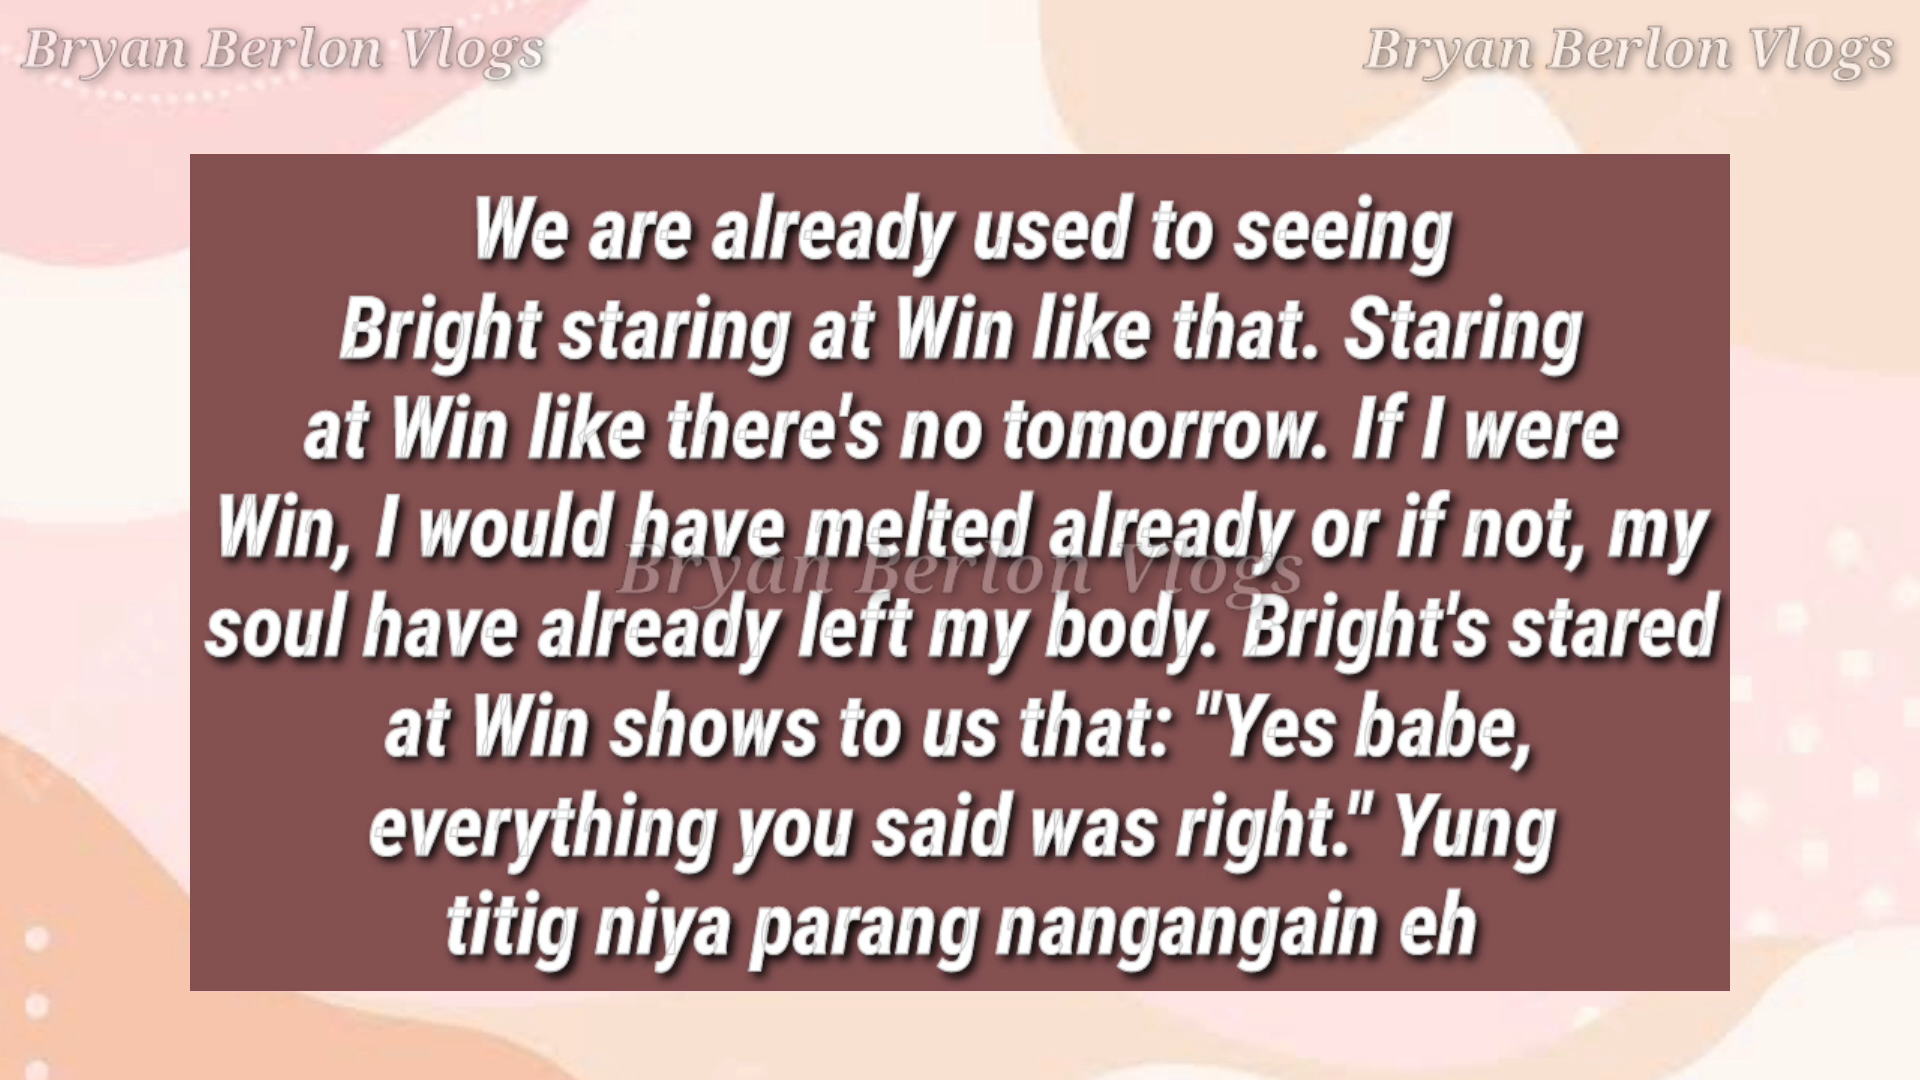 Bryan Berlon Vlogs
Bryan Berlon Vlogs
We are already used to seeing
Bright staring at Win like that. Staring
at Win like there's no tomorrow. If I were
Win, I would have melted already or if not, my
Bryan Berlon Vlogs
soul have already left my body. Bright's stared
at Win shows to us that: "Yes babe,
everything you said was right." Yung
titig niya parang nangangain eh